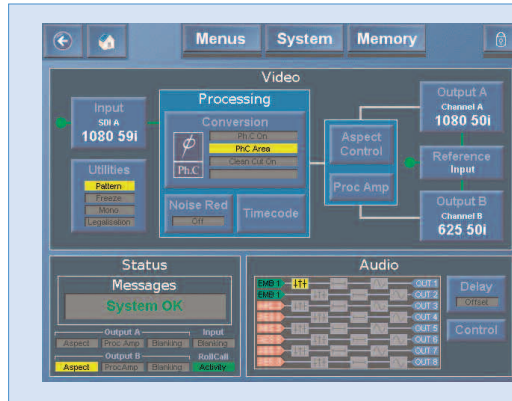 Menus System Memory
Video
Input
SDI A
1080 59i
Utilities
Pattern
Freeze
Mono
Legalisation
Processing
Conversion
Ph.C
Ph.C On
PhC Area
Clean Cut On
Noise Red
Off
Timecode
Aspect Control
Proc Amp
Output A
Channel A
1080 50i
Reference
Input
Output B
Channel B
625 50i
Status
Messages
System OK
Output A Input
Aspect Proc Amp Blanking Blanking
Output B RollCall
Aspect ProcAmp Blanking Activity
Audio
EMB 1 OUT 1
EMB 1 OUT 2
OUT 3
OUT 4
OUT 5
OUT 6
OUT 7
OUT 8
Delay
Offset
Control